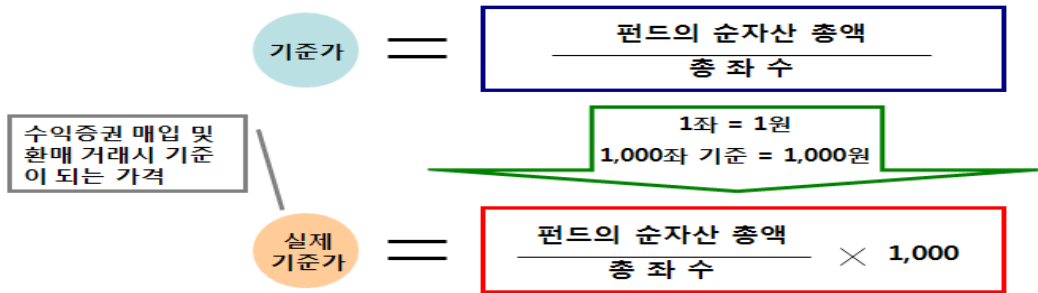 기준가
펀드의 순자산 총액
총 좌 수
수익증권 매입 및
환매 거래시 기준
이 되는 가격
1좌 = 1원
1,000좌 기준 = 1,000원
실제
기준가
펀드의 순자산 총액
총 좌 수
× 1,000